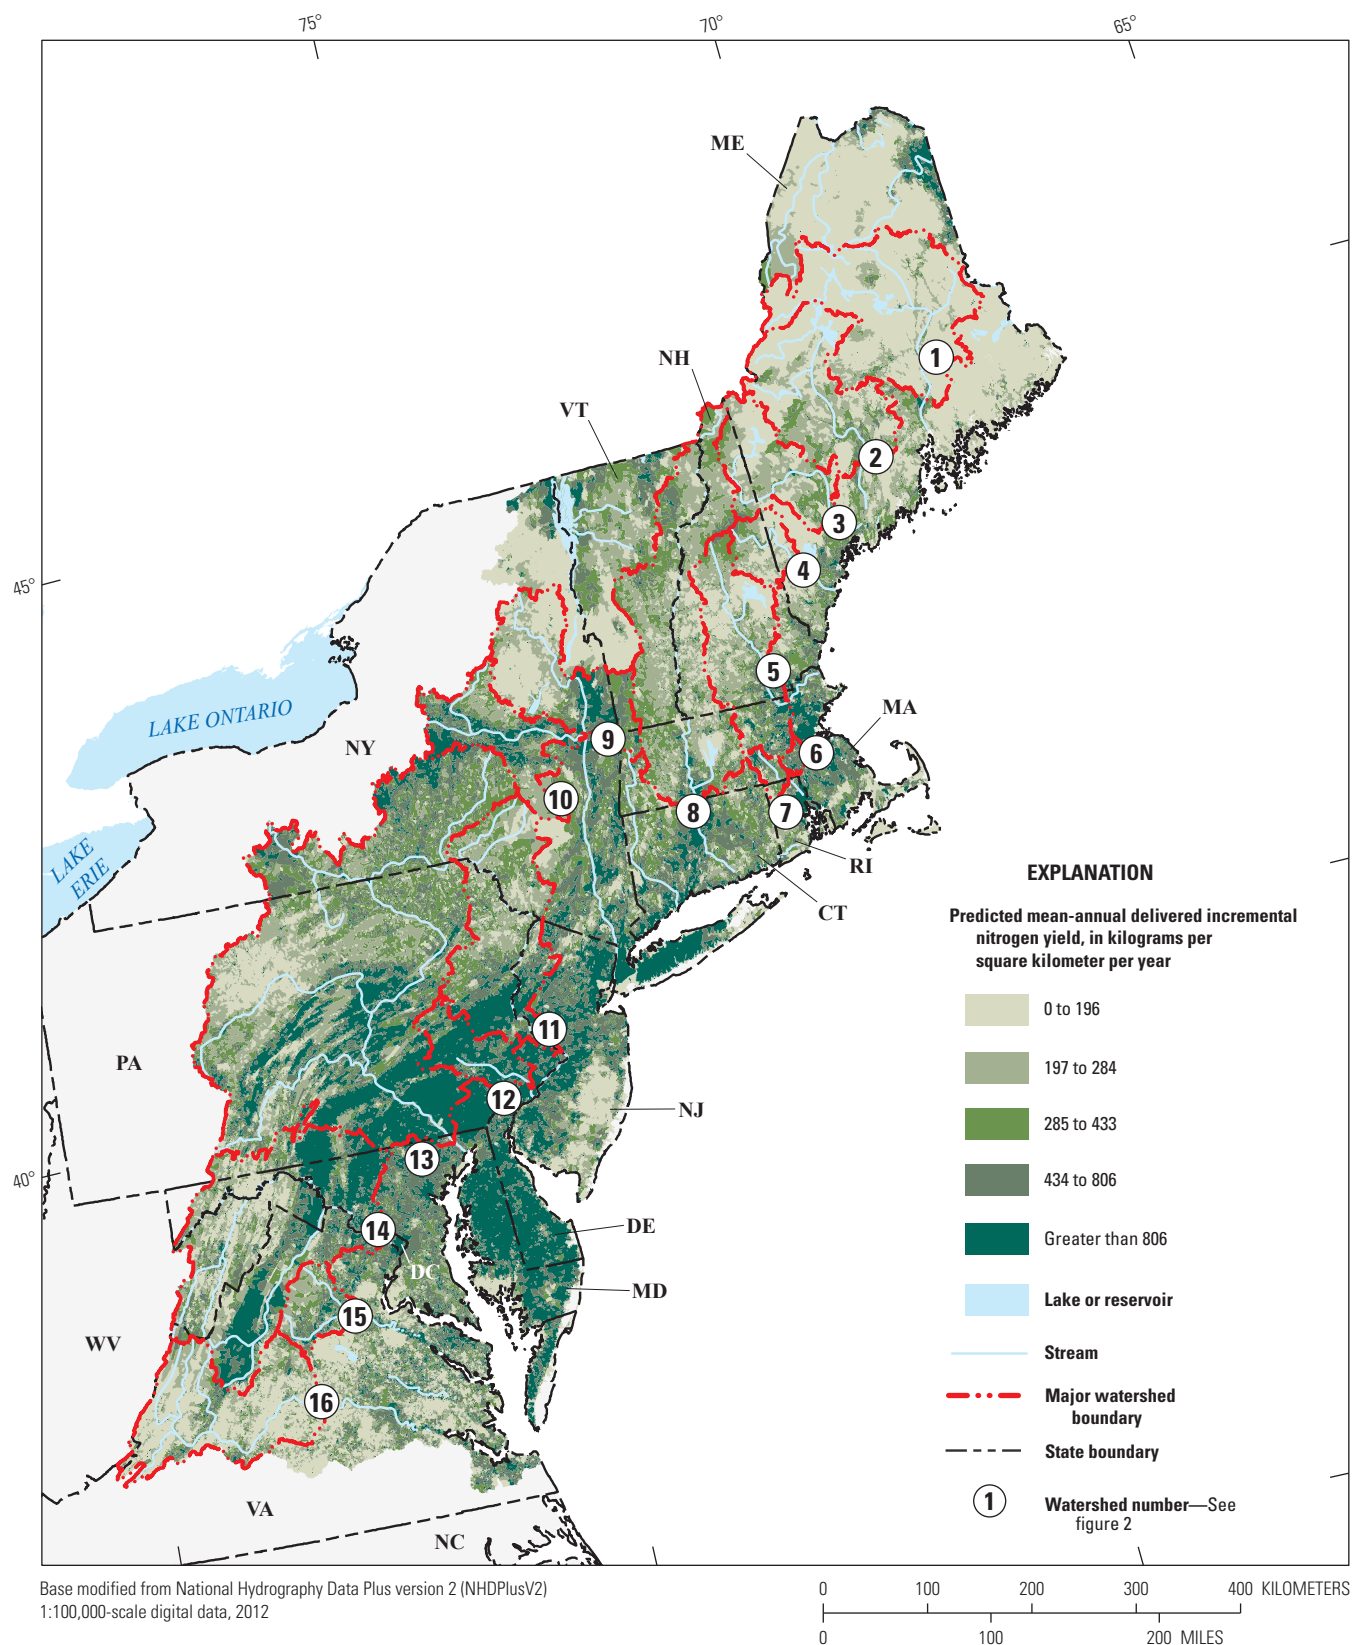 75°
70°
65°
ME
NH
VT
1
2
3
4
45°
5
LAKE ONTARIO
MA
NY
9
6
10
8
7
LAKE
ERIE
RI
CT
EXPLANATION
Predicted mean-annual delivered incremental
nitrogen yield, in kilograms per
square kilometer per year
0 to 196
197 to 284
285 to 433
434 to 806
Greater than 806
Lake or reservoir
Stream
Major watershed
boundary
State boundary
1
Watershed number—See
figure 2
11
PA
12
NJ
13
40°
14
DE
DC
MD
15
WV
16
VA
NC
Base modified from National Hydrography Data Plus version 2 (NHDPlusV2)
1:100,000-scale digital data, 2012
0 100 200 300 400 KILOMETERS
0 100 200 MILES